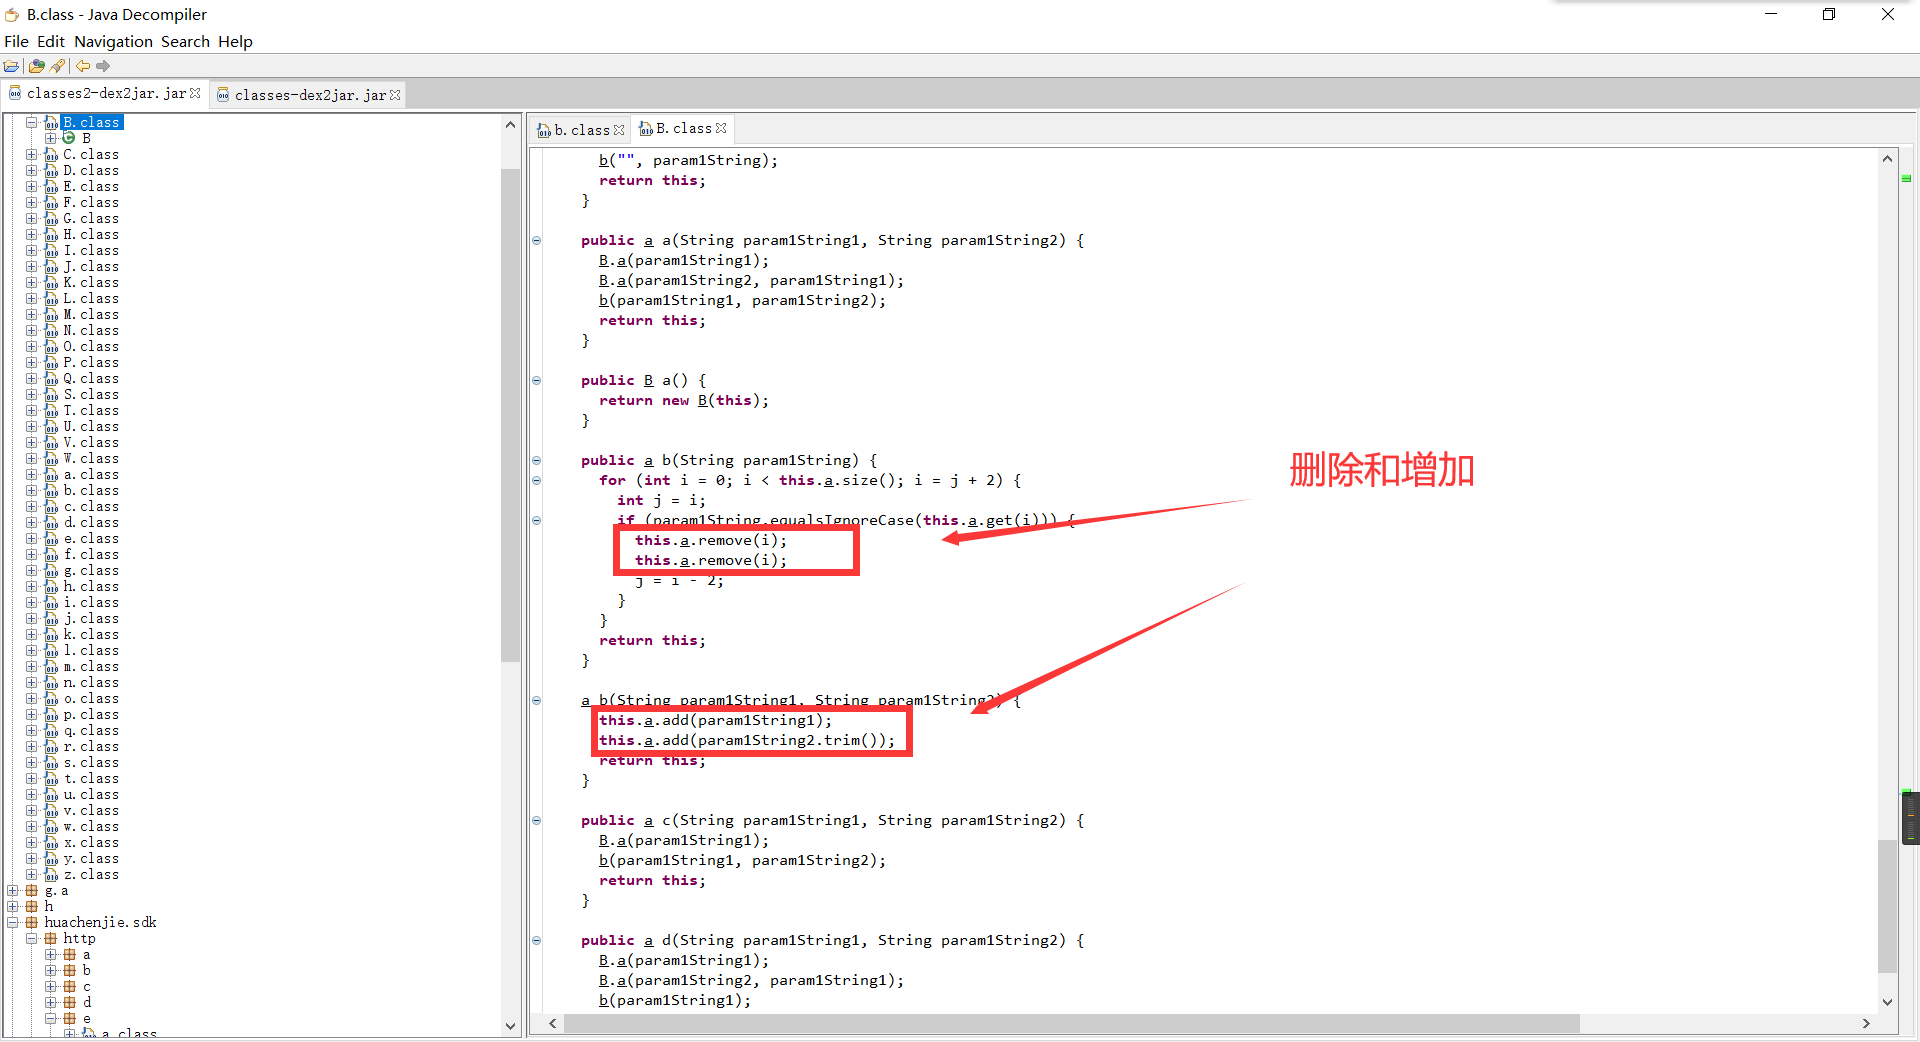 B.class - Java Decompiler
File Edit Navigation Search Help
classes2-dex2jar.jar
classes-dex2jar.jar
B.class
B
C.class
D.class
E.class
F.class
G.class
H.class
I.class
J.class
K.class
L.class
M.class
N.class
O.class
P.class
Q.class
S.class
T.class
U.class
V.class
W.class
a.class
b.class
c.class
d.class
e.class
f.class
g.class
h.class
i.class
j.class
k.class
l.class
m.class
n.class
o.class
p.class
q.class
r.class
s.class
t.class
u.class
v.class
w.class
x.class
y.class
z.class
g.a
h
huachenjie.sdk
http
a
b
c
d
e
a.class
b.class
B.class
b("", param1String);
return this;
}
public a a(String param1String1, String param1String2) {
B.a(param1String1);
B.a(param1String2, param1String1);
b(param1String1, param1String2);
return this;
}
public B a() {
return new B(this);
}
public a b(String param1String) {
for (int i = 0; i < this.a.size(); i = j + 2) {
int j = i;
if (param1String.equalsIgnoreCase(this.a.get(i))) {
this.a.remove(i);
this.a.remove(i);
j = i - 2;
}
}
return this;
}
a b(String param1String1, String param1String2) {
this.a.add(param1String1);
this.a.add(param1String2.trim());
return this;
}
public a c(String param1String1, String param1String2) {
B.a(param1String1);
b(param1String1, param1String2);
return this;
}
public a d(String param1String1, String param1String2) {
B.a(param1String1);
B.a(param1String2, param1String1);
b(param1String1);
删除和增加